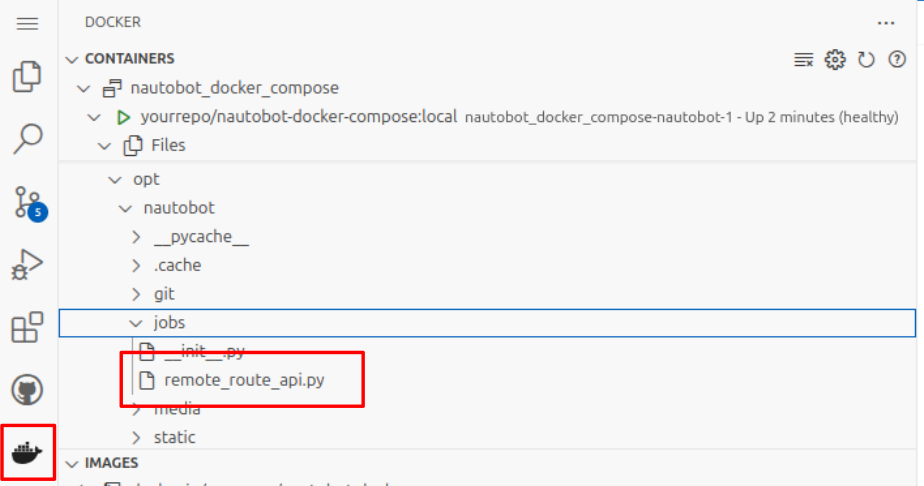 DOCKER
CONTAINERS
nautobot_docker_compose
yourrepo/nautobot-docker-compose:local nautobot_docker_compose-nautobot-1 - Up 2 minutes (healthy)
Files
opt
nautobot
__pycache__
.cache
git
5
jobs
__init__.py
remote_route_api.py
media
static
IMAGES